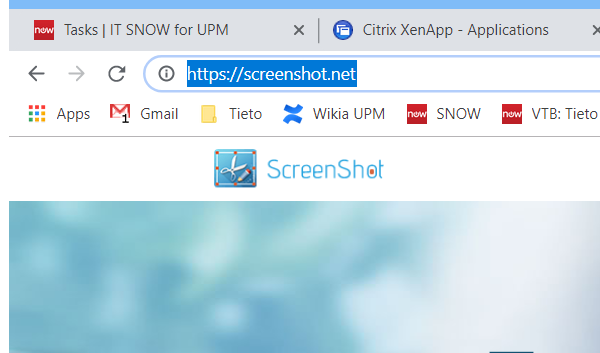 now Tasks | IT SNOW for UPM Citrix XenApp - Applications
https://screenshot.net
Apps 1 Gmail Tieto Wikia UPM now SNOW now VTB: Tieto
ScreenShot